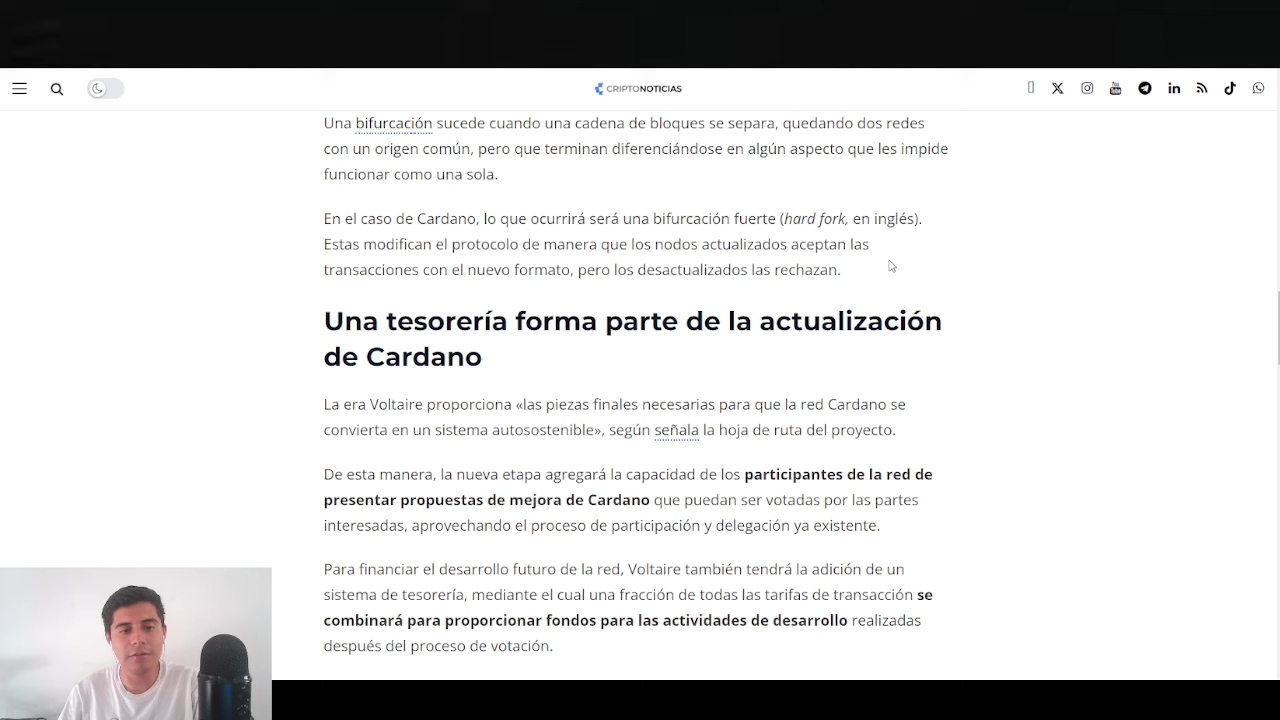 CRIPTONOTICIAS
Una bifurcación sucede cuando una cadena de bloques se separa, quedando dos redes
con un origen común, pero que terminan diferenciándose en algún aspecto que les impide
funcionar como una sola.
En el caso de Cardano, lo que ocurrirá será una bifurcación fuerte (hard fork, en inglés).
Estas modifican el protocolo de manera que los nodos actualizados aceptan las
transacciones con el nuevo formato, pero los desactualizados las rechazan.
Una tesorería forma parte de la actualización
de Cardano
La era Voltaire proporciona «las piezas finales necesarias para que la red Cardano se
convierta en un sistema autosostenible», según señala la hoja de ruta del proyecto.
De esta manera, la nueva etapa agregará la capacidad de los participantes de la red de
presentar propuestas de mejora de Cardano que puedan ser votadas por las partes
interesadas, aprovechando el proceso de participación y delegación ya existente.
Para financiar el desarrollo futuro de la red, Voltaire también tendrá la adición de un
sistema de tesorería, mediante el cual una fracción de todas las tarifas de transacción se
combinará para proporcionar fondos para las actividades de desarrollo realizadas
después del proceso de votación.